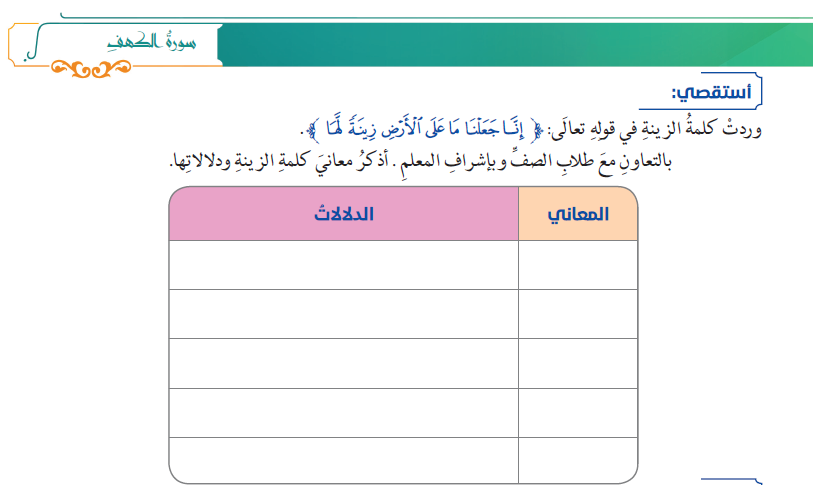 سورةُ الكهفِ
أستقصي:
وردتْ كلمةُ الزينةِ في قولهِ تعالَى: ﴿ إِنَّا جَعَلْنَا مَا عَلَى ٱلْأَرْضِ زِينَةً لَّهَا ﴾.
بالتعاونِ معَ طلابِ الصفِّ وبإشرافِ المعلمِ . أذكرُ معانيَ كلمةِ الزينةِ ودلالاتِها.
المعاني
الدلالاتُ